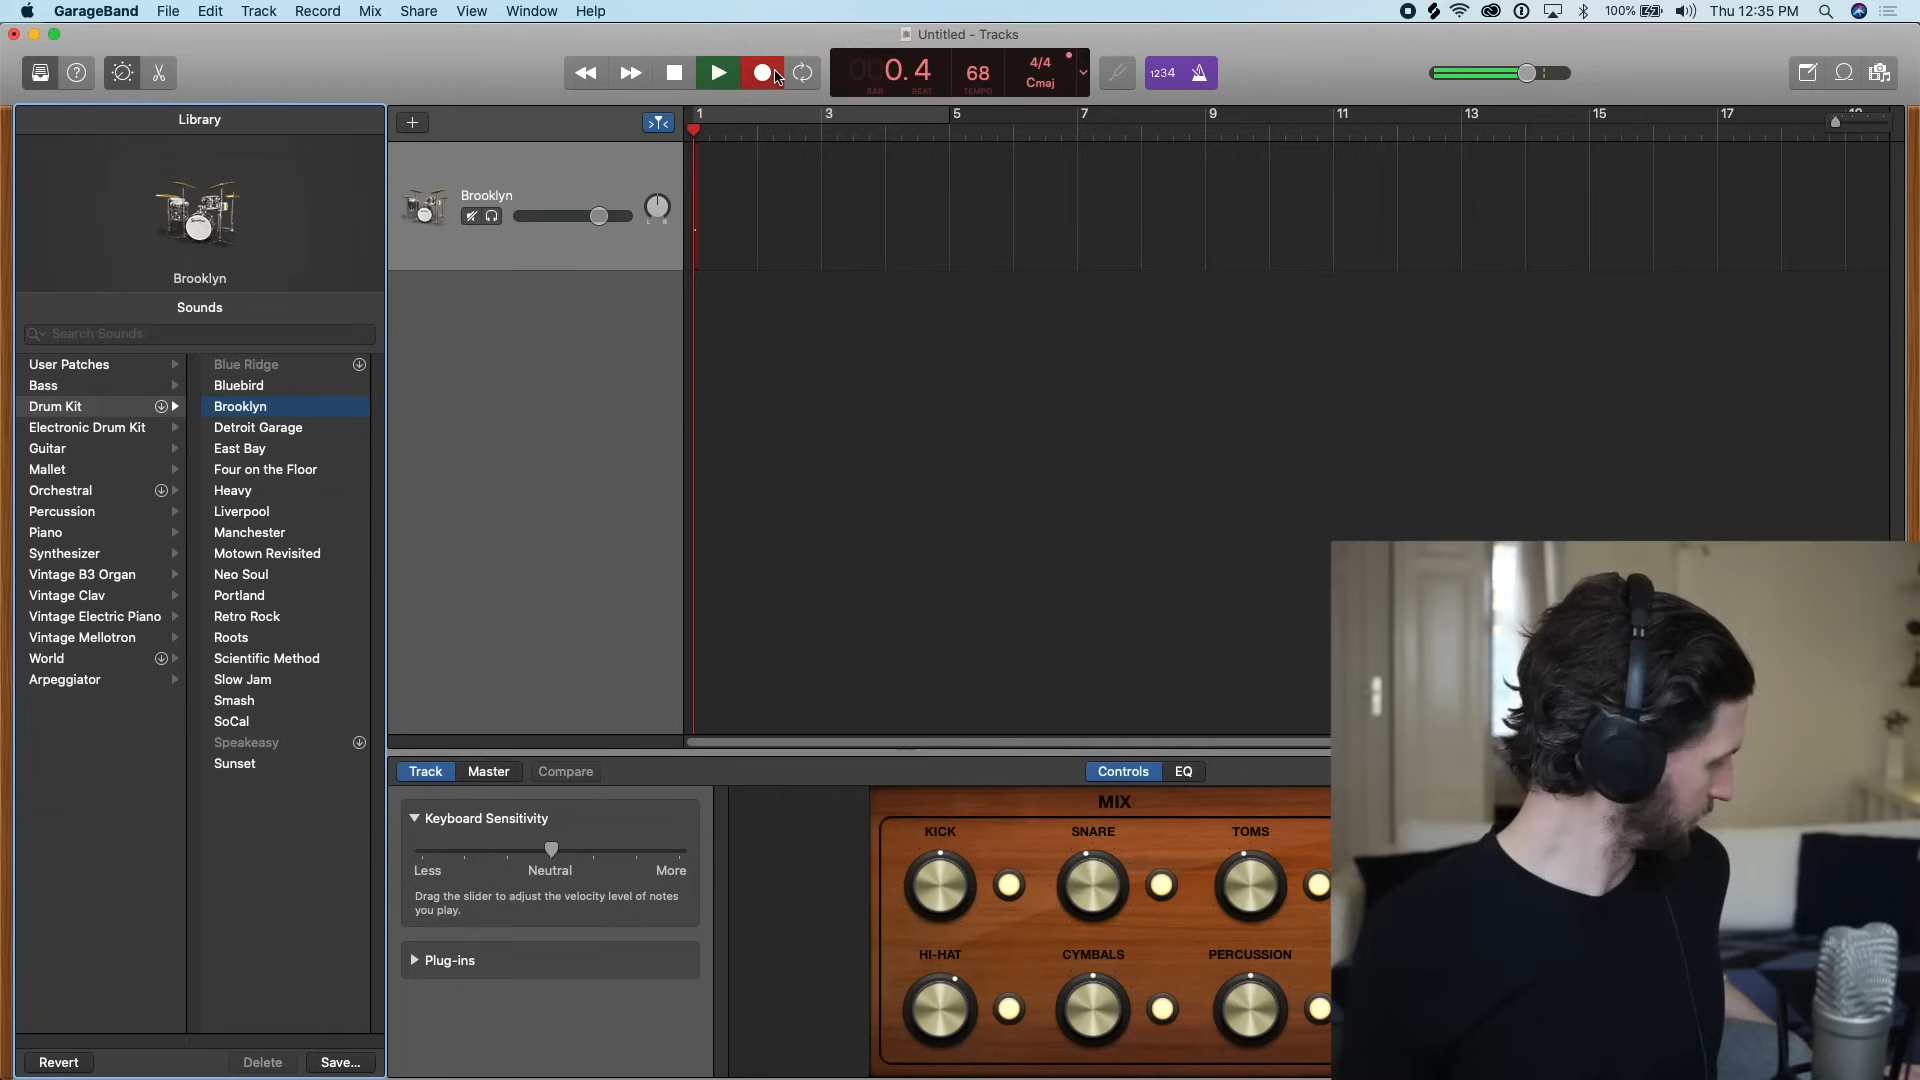 GarageBand File Edit Track Record Mix Share View Window Help
100% Thu 12:35 PM
Untitled - Tracks
0.4 68 4/4
Cmaj
BAR BEAT TEMPO
1234
Library
1 3 5 7 9 11 13 15 17
Brooklyn
L R
Brooklyn
Sounds
Search Sounds
User Patches
Bass
Drum Kit
Electronic Drum Kit
Guitar
Mallet
Orchestral
Percussion
Piano
Synthesizer
Vintage B3 Organ
Vintage Clav
Vintage Electric Piano
Vintage Mellotron
World
Arpeggiator
Blue Ridge
Bluebird
Brooklyn
Detroit Garage
East Bay
Four on the Floor
Heavy
Liverpool
Manchester
Motown Revisited
Neo Soul
Portland
Retro Rock
Roots
Scientific Method
Slow Jam
Smash
SoCal
Speakeasy
Sunset
Revert Delete Save...
Track Master Compare
Controls EQ
Keyboard Sensitivity
Less Neutral More
Drag the slider to adjust the velocity level of notes
you play.
Plug-ins
MIX
KICK SNARE TOMS
HI-HAT CYMBALS PERCUSSION